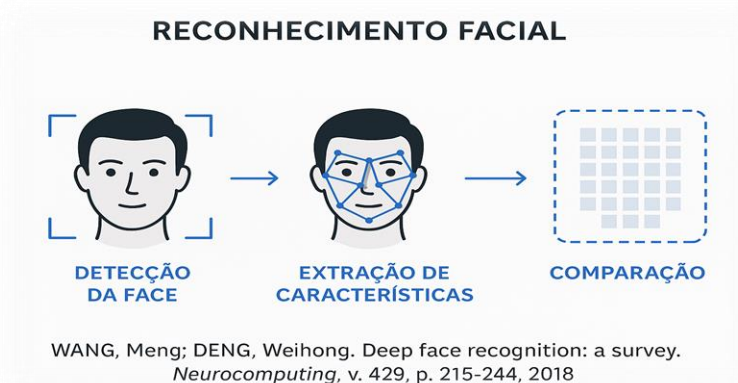 RECONHECIMENTO FACIAL
DETECÇÃO
DA FACE
EXTRAÇÃO DE
CARACTERÍSTICAS
COMPARAÇÃO
WANG, Meng; DENG, Weihong. Deep face recognition: a survey.
Neurocomputing, v. 429, p. 215-244, 2018